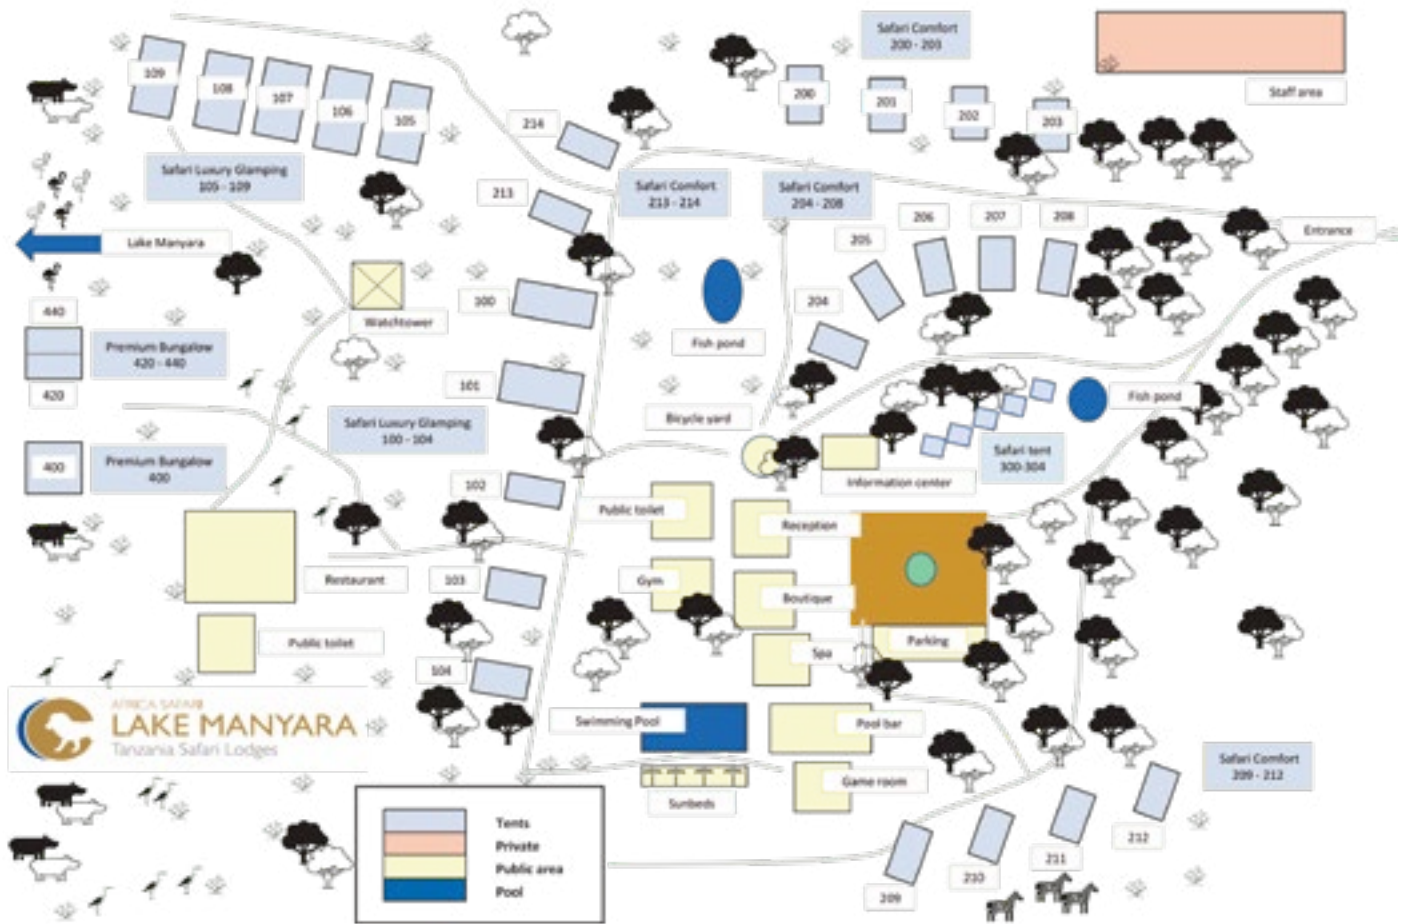 Safari Comfort
200 - 203
Staff area
109
108
107
106
105
200
201
202
203
214
Safari Luxury Glamping
105 - 109
213
Safari Comfort
213 - 214
Safari Comfort
204 - 208
206
207
208
205
Entrance
Lake Manyara
100
204
Watchtower
440
Fish pond
Premium Bungalow
420 - 440
420
101
Fish pond
Bicycle yard
Safari Luxury Glamping
100 - 104
Safari tent
300-304
400
Premium Bungalow
400
102
Information center
Public toilet
Reception
Restaurant
103
Gym
Boutique
Public toilet
Parking
Spa
104
AFRICA SAFARI
LAKE MANYARA
Tanzania Safari Lodges
Swimming Pool
Pool bar
Safari Comfort
209 - 212
Game room
Sunbeds
Tents
Private
Public area
Pool
212
211
210
209